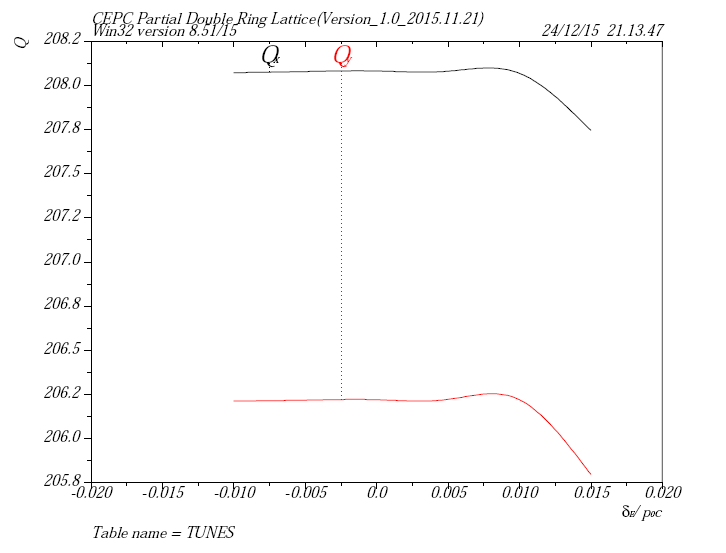 CEPC Partial Double Ring Lattice(Version_1.0_2015.11.21)
Win32 version 8.51/15 24/12/15 21.13.47
Q
208.2
208.0
207.8
207.5
207.2
207.0
206.8
206.5
206.2
206.0
205.8
Qx Qy
-0.020 -0.015 -0.010 -0.005 0.0 0.005 0.010 0.015 0.020
δE/p0c
Table name = TUNES